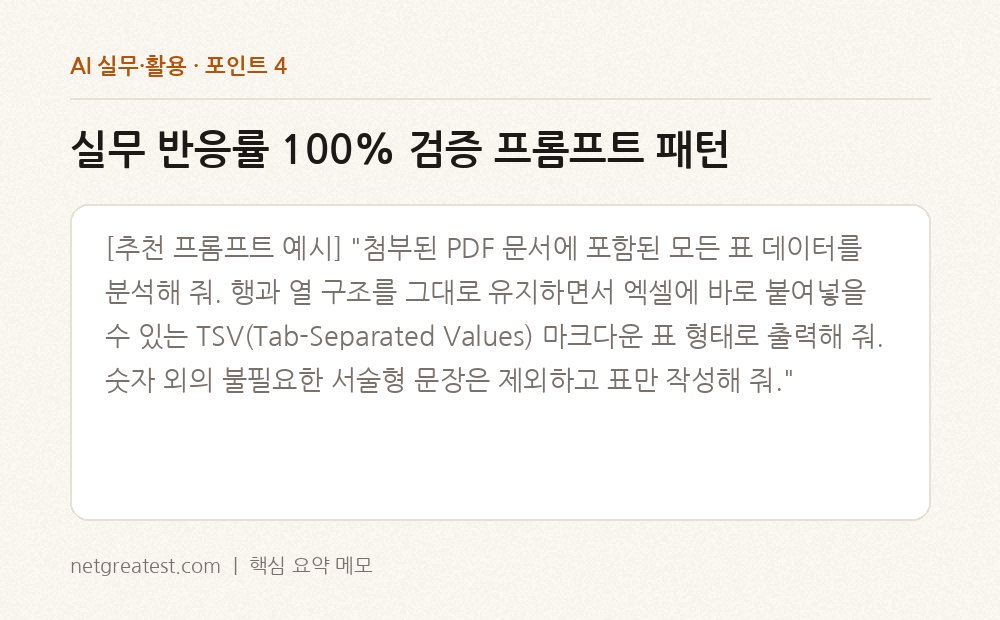 AI 실무·활용 · 포인트 4
실무 반응률 100% 검증 프롬프트 패턴
[추천 프롬프트 예시] "첨부된 PDF 문서에 포함된 모든 표 데이터를
분석해 줘. 행과 열 구조를 그대로 유지하면서 엑셀에 바로 붙여넣을
수 있는 TSV(Tab-Separated Values) 마크다운 표 형태로 출력해 줘.
숫자 외의 불필요한 서술형 문장은 제외하고 표만 작성해 줘."
netgreatest.com | 핵심 요약 메모